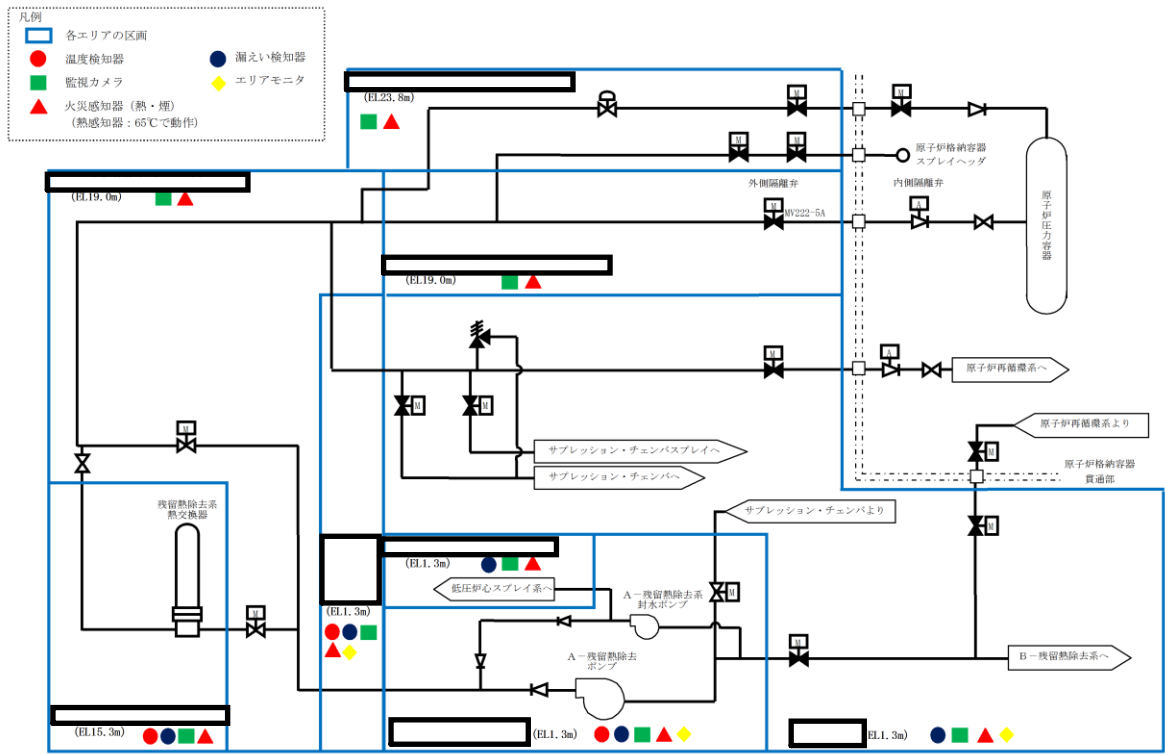 凡例
各エリアの区画
温度検知器
漏えい検知器
監視カメラ
エリアモニタ
火災感知器（熱・煙）
（熱感知器：65℃で動作）
(EL23.8m)
M
M
M
M
原子炉格納容器
スプレイヘッダ
(EL19.0m)
外側隔離弁
内側隔離弁
M
MV222-5A
A
原子炉圧力容器
(EL19.0m)
M
A
原子炉再循環系へ
M
M
原子炉再循環系より
M
サプレッション・チェンバスプレイへ
M
サプレッション・チェンバへ
原子炉格納容器
貫通部
残留熱除去系
熱交換器
サプレッション・チェンバより
M
(EL1.3m)
低圧炉心スプレイ系へ
A－残留熱除去系
封水ポンプ
M
(EL1.3m)
M
M
A－残留熱除去
ポンプ
B－残留熱除去系へ
(EL15.3m)
(EL1.3m)
EL1.3m)